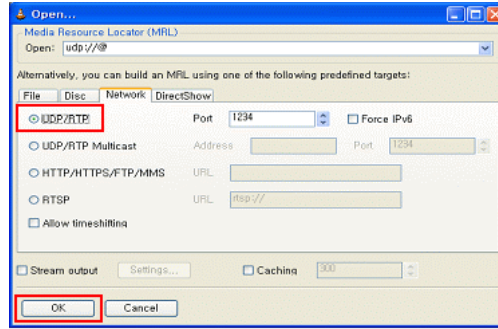 Open...
Media Resource Locator (MRL)
Open: udp://@
Alternatively, you can build an MRL using one of the following predefined targets:
File Disc Network DirectShow
UDP/RTP Port 1234 Force IPv6
UDP/RTP Multicast Address Port 1234
HTTP/HTTPS/FTP/MMS URL
RTSP URL rtsp://
Allow timeshifting
Stream output Settings... Caching 300
OK Cancel